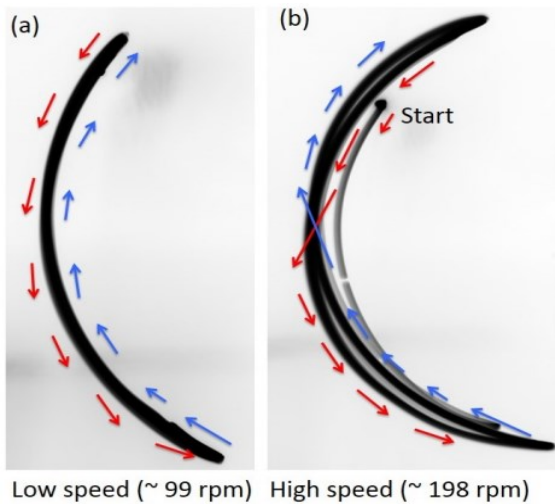 (a)
(b)
Start
Low speed (~ 99 rpm)
High speed (~ 198 rpm)